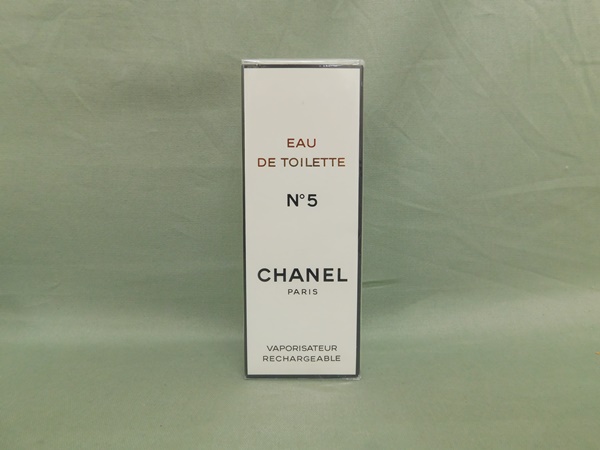 EAU
DE TOILETTE
N°5
CHANEL
PARIS
VAPORISATEUR
RECHARGEABLE